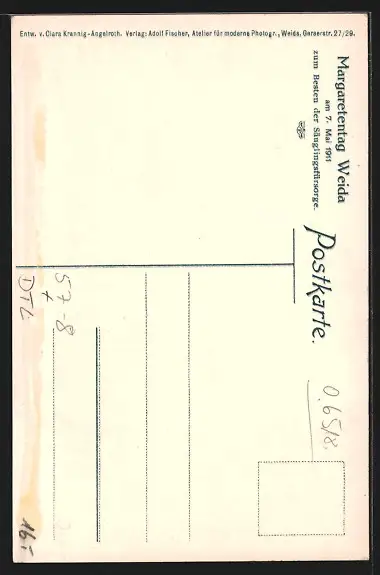 Entw. v. Clara Krannig-Angelroth. Verlag: Adolf Fischer, Atelier für moderne Photogr., Weida, Geraerstr. 27/29.
Margaretentag Weida
am 7. Mai 1911
zum Besten der Säuglingsfürsorge.
Postkarte.
0.65/8.
57-8
DTL.
16.-